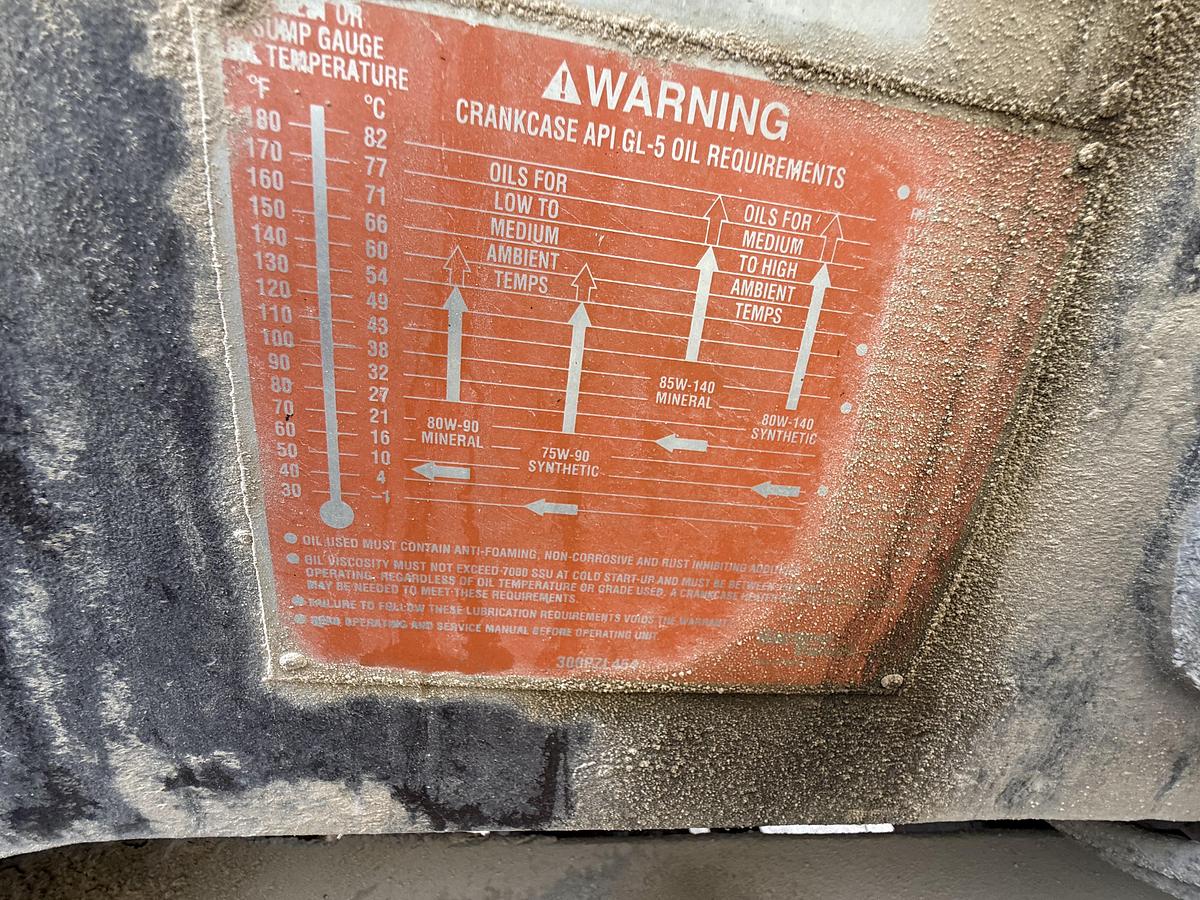 OR
SUMP GAUGE
TEMPERATURE
°F
°C
180 82
170 77
160 71
150 66
140 60
130 54
120 49
110 43
100 38
90 32
80 27
70 21
60 16
50 10
40 4
30 -1
WARNING
CRANKCASE API GL-5 OIL REQUIREMENTS
OILS FOR
LOW TO
MEDIUM
AMBIENT
TEMPS
OILS FOR
MEDIUM
TO HIGH
AMBIENT
TEMPS
80W-90
MINERAL
75W-90
SYNTHETIC
85W-140
MINERAL
80W-140
SYNTHETIC
OIL USED MUST CONTAIN ANTI-FOAMING, NON-CORROSIVE AND RUST INHIBITING
OIL VISCOSITY MUST NOT EXCEED 7000 SSU AT COLD START-UP AND MUST BE BETWEEN
OPERATING. REGARDLESS OF OIL TEMPERATURE OR GRADE USED, A CRANKCASE HEATER
MAY BE NEEDED TO MEET THESE REQUIREMENTS.
FAILURE TO FOLLOW THESE LUBRICATION REQUIREMENTS VOIDS THE WARRANTY
READ OPERATING AND SERVICE MANUAL BEFORE OPERATING UNIT.